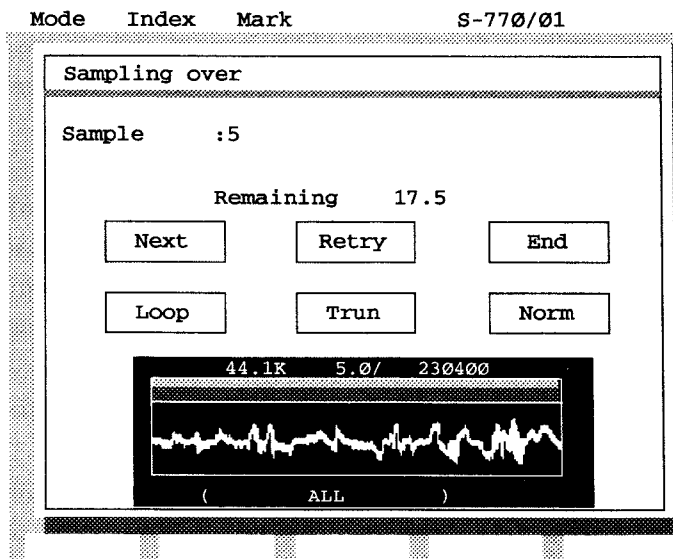 Mode Index Mark S-77Ø/Ø1
Sampling over
Sample :5
Remaining 17.5
Next Retry End
Loop Trun Norm
44.1K 5.Ø/ 2304ØØ
( ALL )